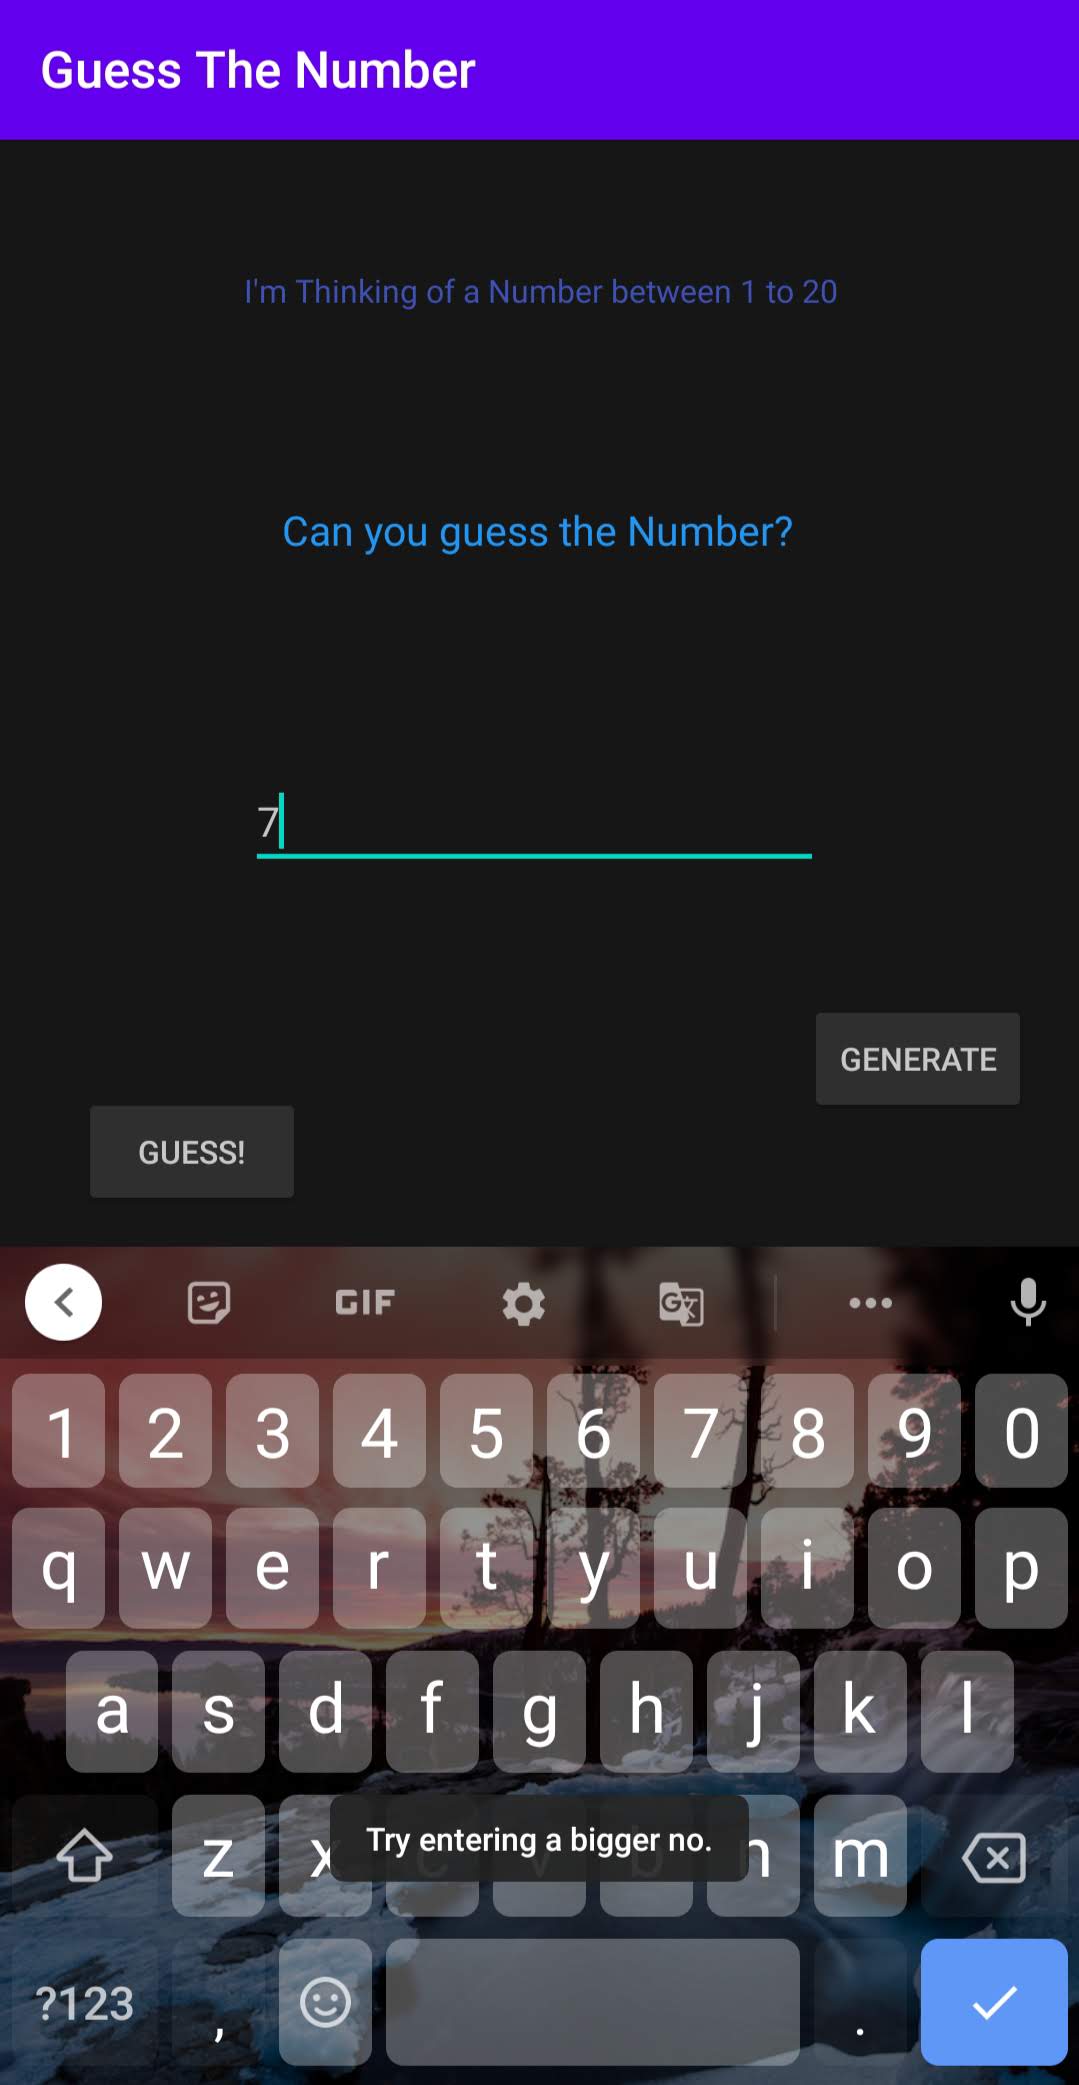 Guess The Number
I'm Thinking of a Number between 1 to 20
Can you guess the Number?
7
GENERATE
GUESS!
GIF
1 2 3 4 5 6 7 8 9 0
q w e r t y u i o p
a s d f g h j k l
z x c v b n m
Try entering a bigger no.
?123 , .